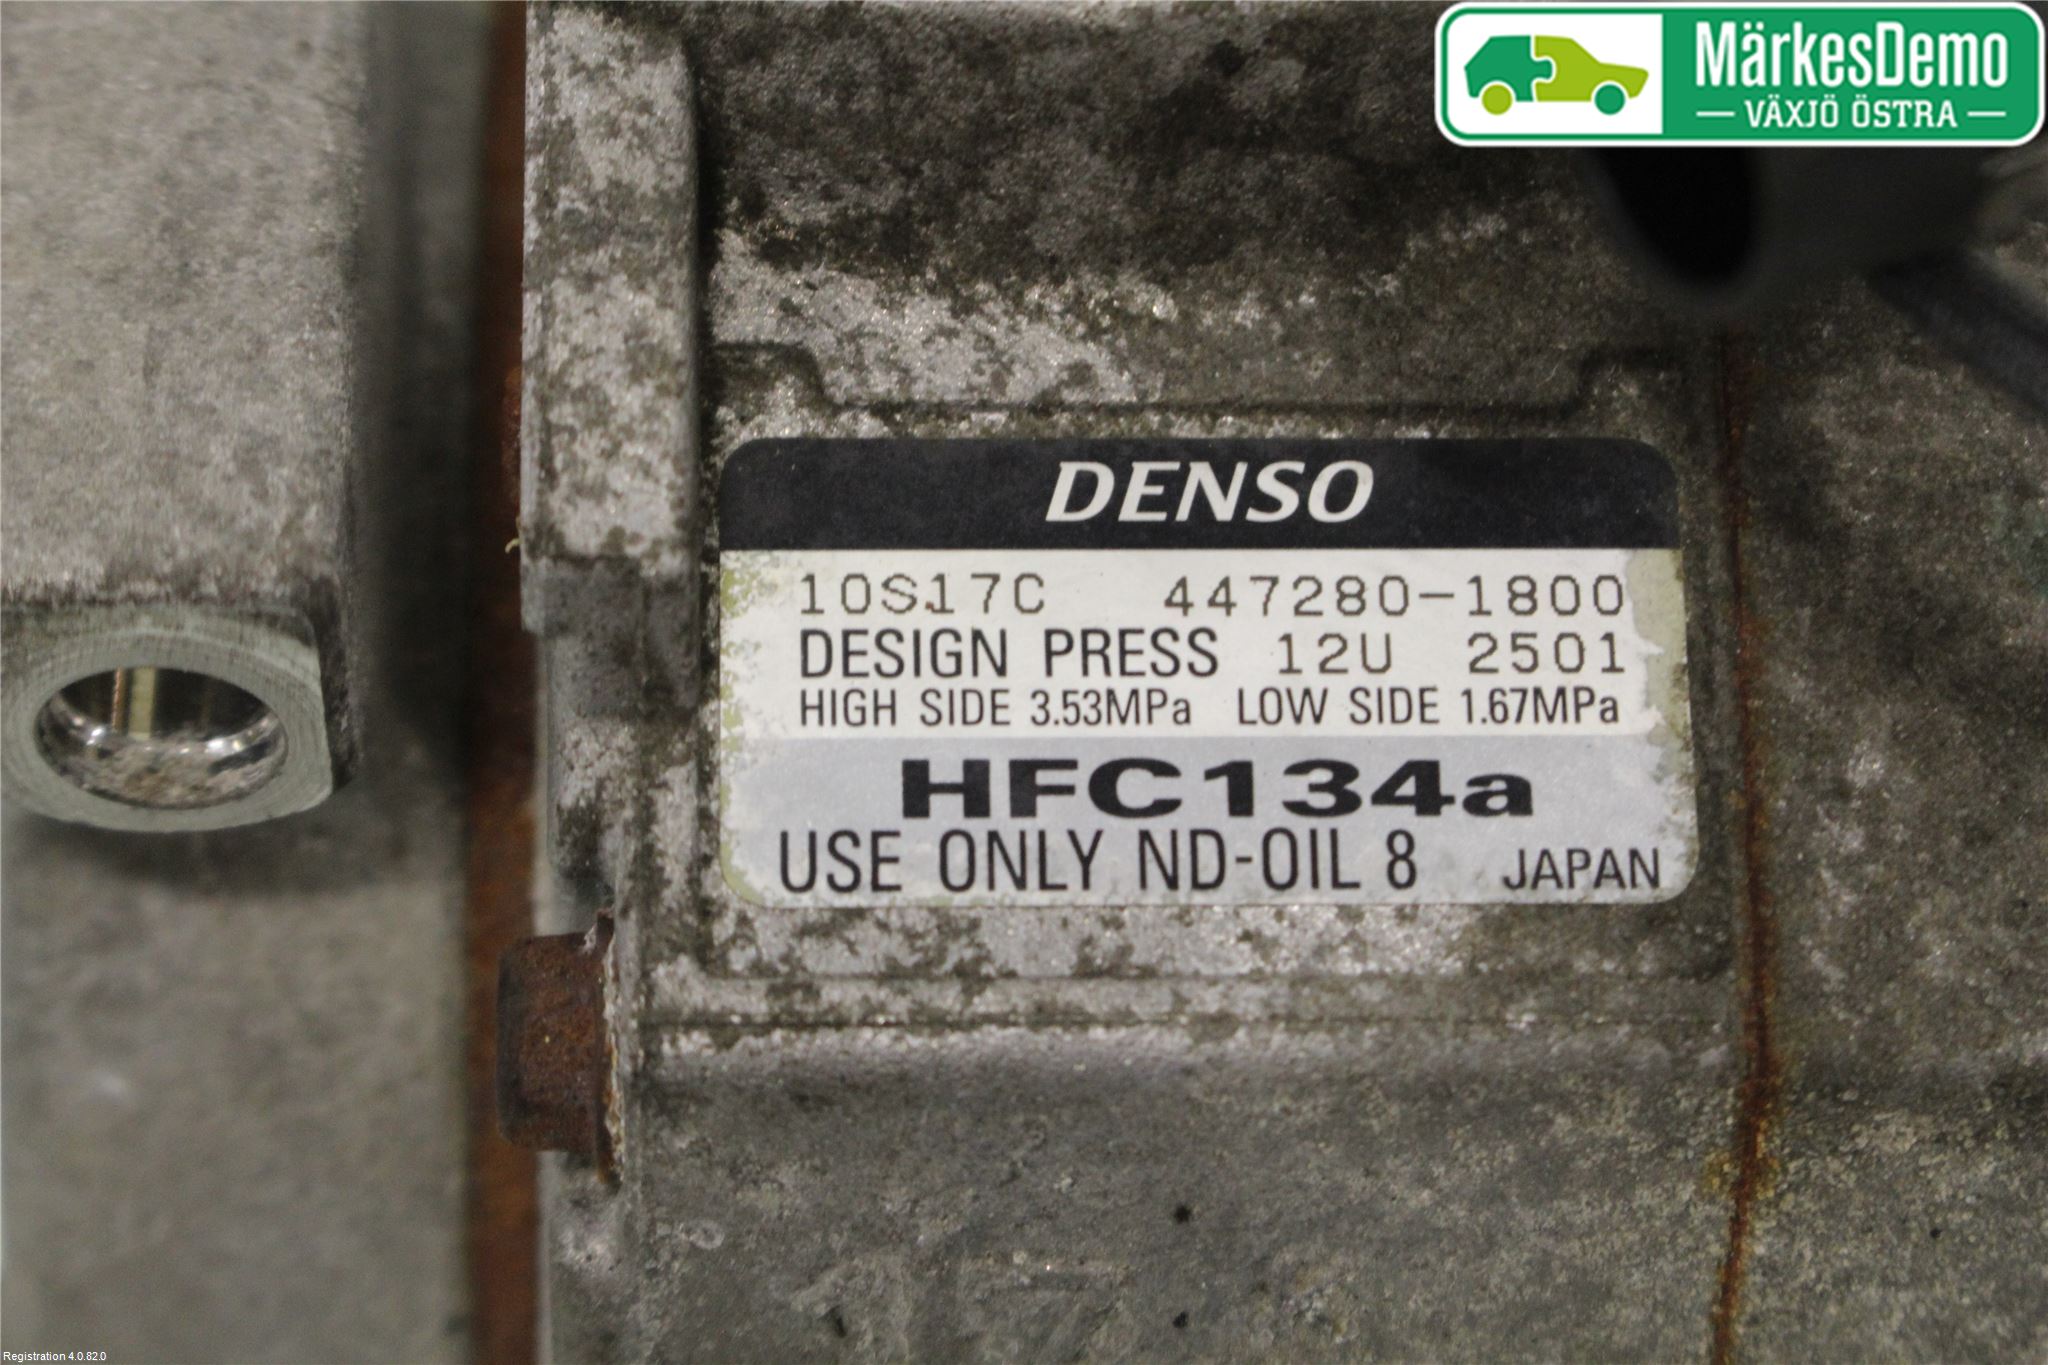 MärkesDemo
VÄXJÖ ÖSTRA
DENSO
10S17C 447280-1800
DESIGN PRESS 12U 2501
HIGH SIDE 3.53MPa LOW SIDE 1.67MPa
HFC134a
USE ONLY ND-OIL 8 JAPAN
Registration 4.0.82.0